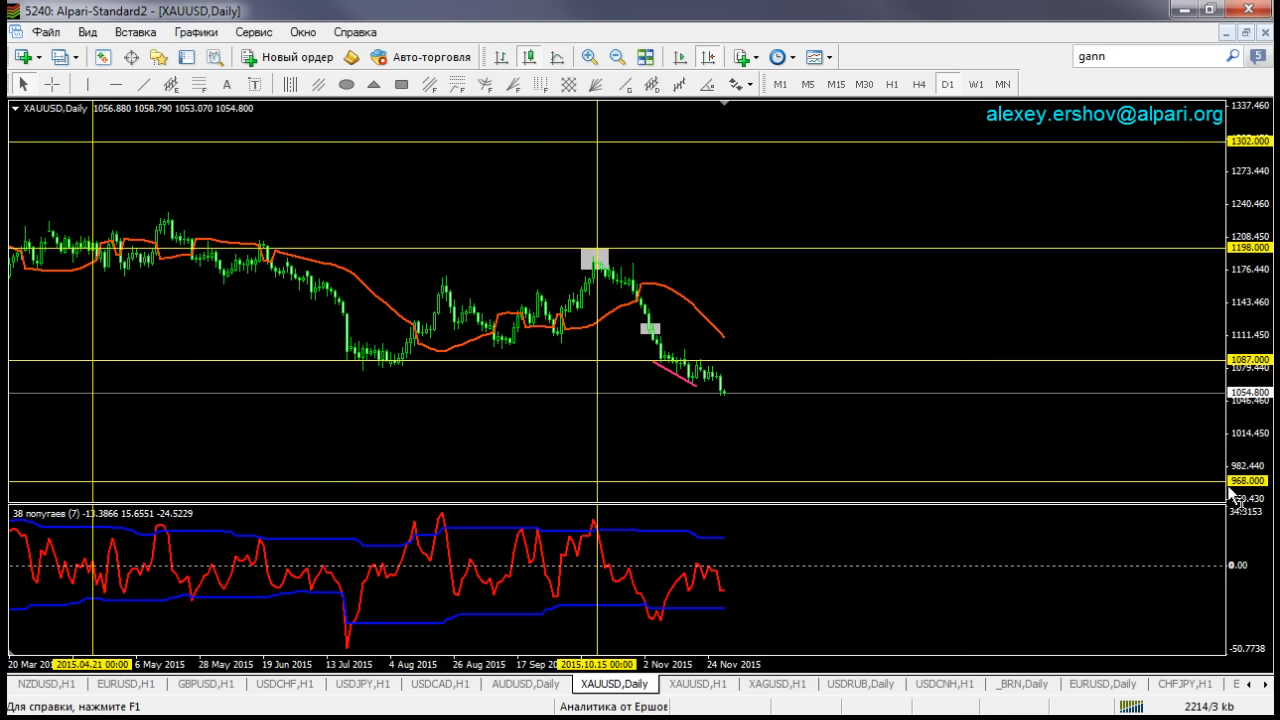 5240: Alpari-Standard2 - [XAUUSD,Daily]
Файл Вид Вставка Графики Сервис Окно Справка
Новый ордер Авто-торговля gann 5
A T M1 M5 M15 M30 H1 H4 D1 W1 MN
XAUUSD,Daily 1056.880 1058.790 1053.070 1054.800
alexey.ershov@alpari.org
1337.460
1302.000
1273.440
1240.460
1208.450
1198.000
1176.440
1143.460
1111.450
1087.000
1079.440
1054.800
1046.460
1014.450
982.440
968.000
38 попугаев (7) -13.3866 15.6551 -24.5229
34.3153
0.00
-50.7738
20 Mar 2015.04.21 00:00 6 May 2015 28 May 2015 19 Jun 2015 13 Jul 2015 4 Aug 2015 26 Aug 2015 17 Sep 2015.10.15 00:00 2 Nov 2015 24 Nov 2015
NZDUSD,H1 EURUSD,H1 GBPUSD,H1 USDCHF,H1 USDJPY,H1 USDCAD,H1 AUDUSD,Daily XAUUSD,Daily XAUUSD,H1 XAGUSD,H1 USDRUB,Daily USDCNH,H1 _BRN,Daily EURUSD,Daily CHFJPY,H1 E
Для справки, нажмите F1 Аналитика от Ершов 2214/3 kb